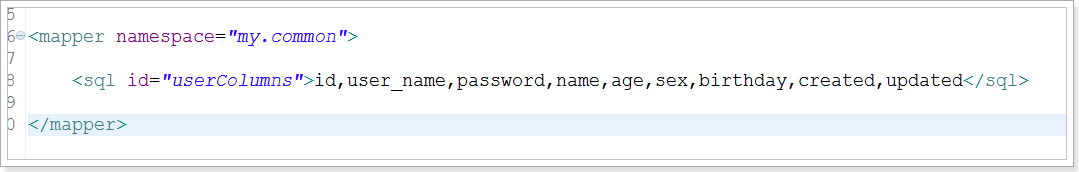 5
6 <mapper namespace="my.common">
7
8 <sql id="userColumns">id,user_name,password,name,age,sex,birthday,created,updated</sql>
9
0 </mapper>